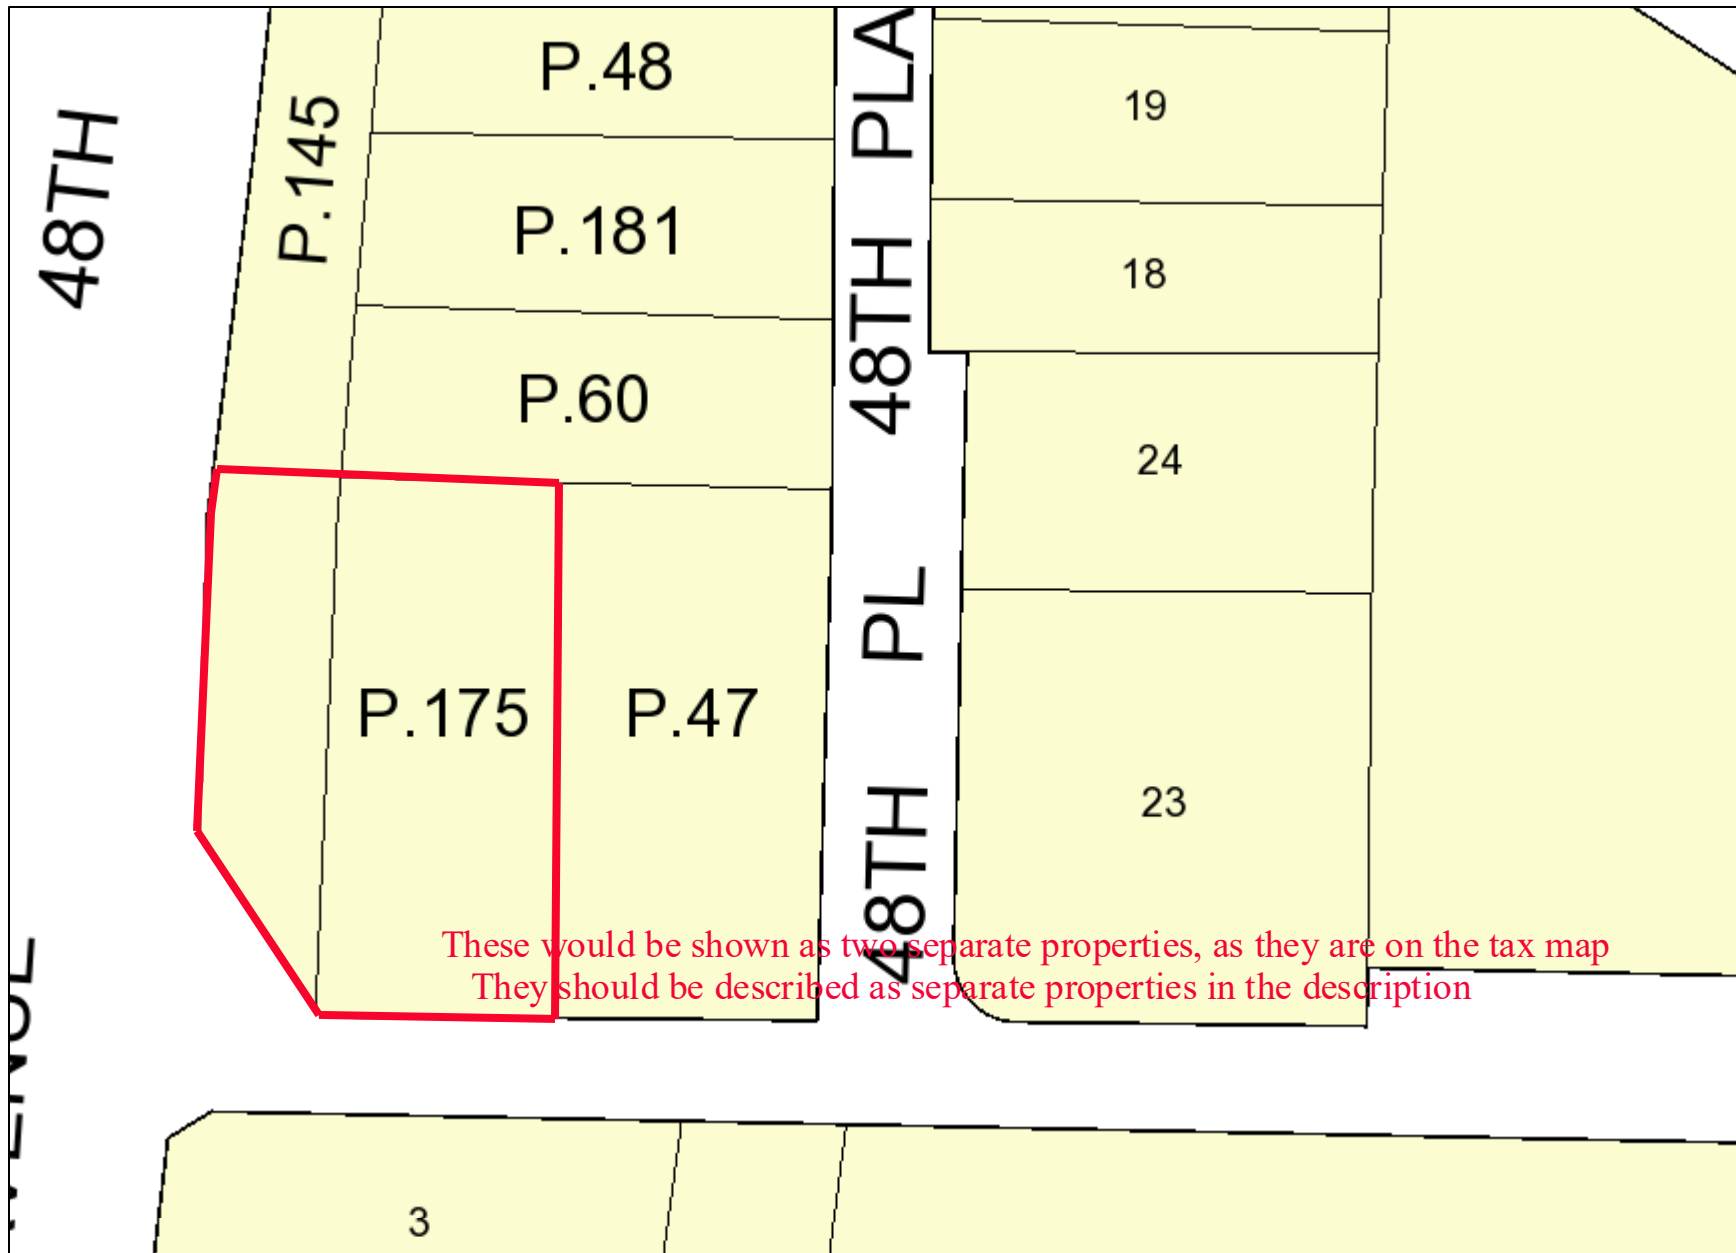 P.48
48TH PLA
19
48TH
P.145
P.181
18
P.60
24
P.175
P.47
48TH PL
23
These would be shown as two separate properties, as they are on the tax map
They should be described as separate properties in the description
3